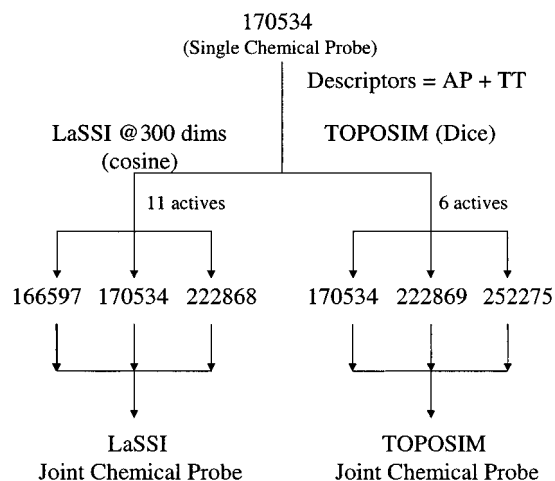 170534
(Single Chemical Probe)
Descriptors = AP + TT
LaSSI @300 dims
(cosine)
TOPOSIM (Dice)
11 actives
6 actives
166597 170534 222868
170534 222869 252275
LaSSI
Joint Chemical Probe
TOPOSIM
Joint Chemical Probe